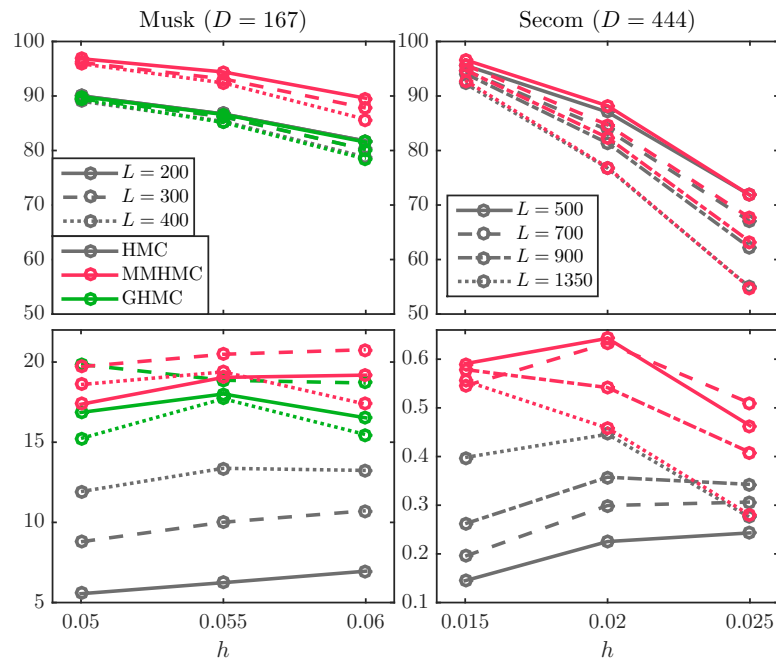 Musk (D = 167)
100
90
80
70
60
50
L = 200
L = 300
L = 400
HMC
MMHMC
GHMC
Secom (D = 444)
100
90
80
70
60
50
L = 500
L = 700
L = 900
L = 1350
20
15
10
5
0.05
0.055
0.06
h
0.6
0.5
0.4
0.3
0.2
0.1
0.015
0.02
0.025
h